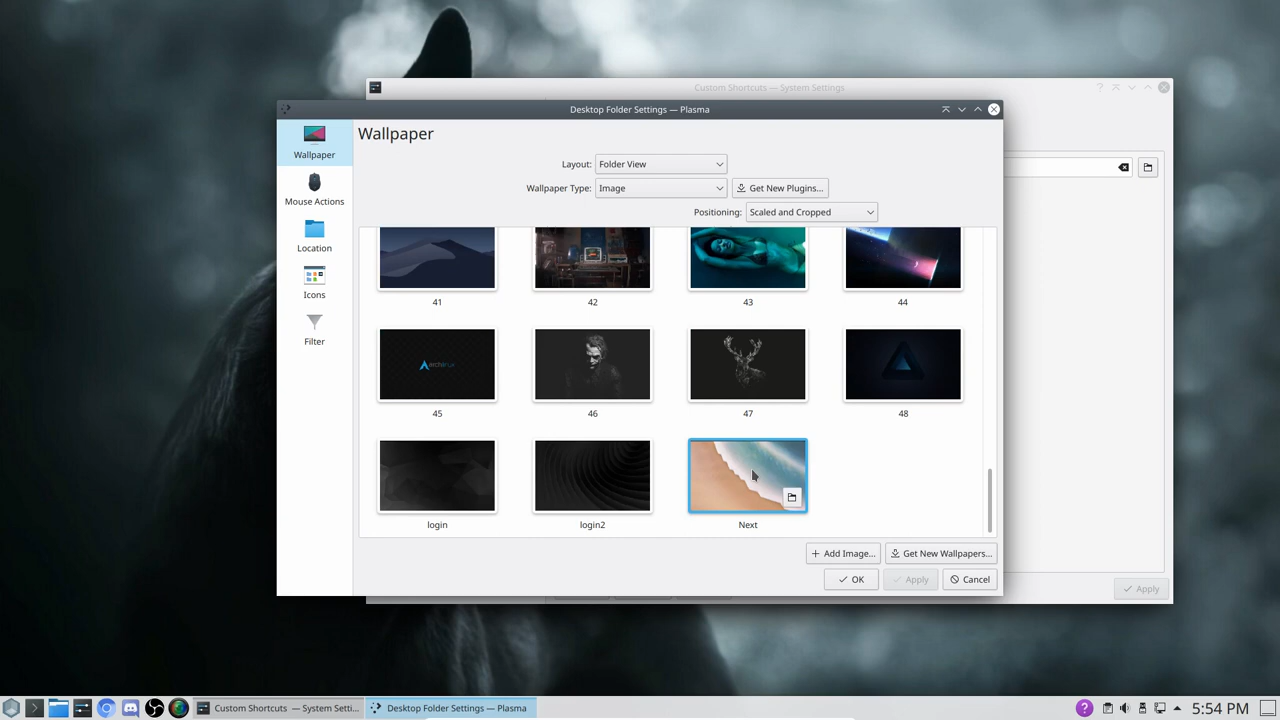 Custom Shortcuts — System Settings
Desktop Folder Settings — Plasma
Wallpaper
Wallpaper
Mouse Actions
Location
Icons
Filter
Layout: Folder View
Wallpaper Type: Image Get New Plugins...
Positioning: Scaled and Cropped
41 42 43 44
archlinux
45 46 47 48
login login2 Next
Add Image... Get New Wallpapers...
OK Apply Cancel
Apply
Custom Shortcuts — System Setti...
Desktop Folder Settings — Plasma
5:54 PM